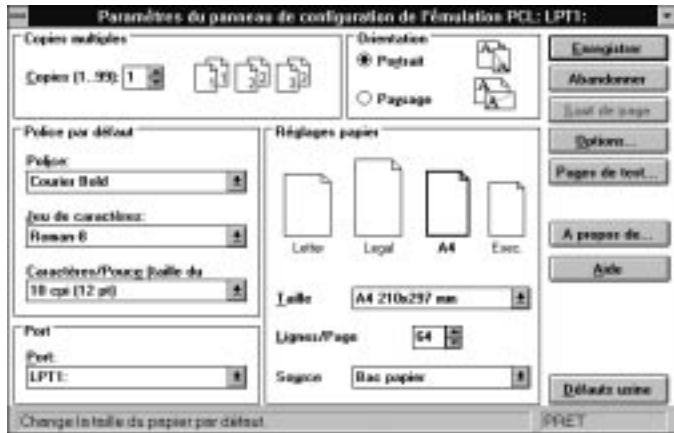 Paramètres du panneau de configuration de l'émulation PCL: LPT1:
Copies multiples
Copies (1..99): 1
Orientation
Portrait
Paysage
Enregistrer
Abandonner
Saut de page
Options...
Pages de test...
A propos de...
Aide
Défauts usine
Police par défaut
Police:
Courier Bold
Jeu de caractères:
Roman-8
Caractères/Pouce (taille du
10 cpi (12 pt)
Port
Port:
LPT1:
Réglages papier
Letter
Legal
A4
Exec.
Taille
A4 210x297 mm
Lignes/Page
64
Source
Bac papier
Change la taille du papier par défaut.
PRET